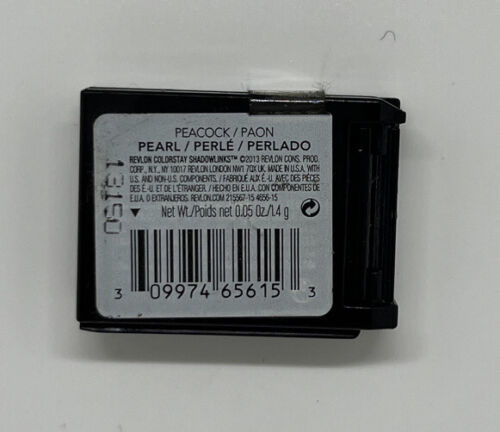 PEACOCK / PAON
PEARL / PERLÉ / PERLADO
REVLON COLORSTAY SHADOWLINKS™ ©2013 REVLON CONS. PROD.
CORP., N.Y., NY 10017 REVLON LONDON NW1 7QX UK. MADE IN U.S.A. WITH
U.S. AND NON-U.S. COMPONENTS. / FABRIQUÉ AUX É.-U. AVEC DES PIÈCES
DES É.-U. ET DE L'ÉTRANGER. / HECHO EN E.U.A. CON COMPONENTES DE
E.U.A. O EXTRANJEROS. REVLON.COM 215567-15 4656-15
Net Wt./Poids net 0.05 Oz./1.4 g
3 09974 65615 3